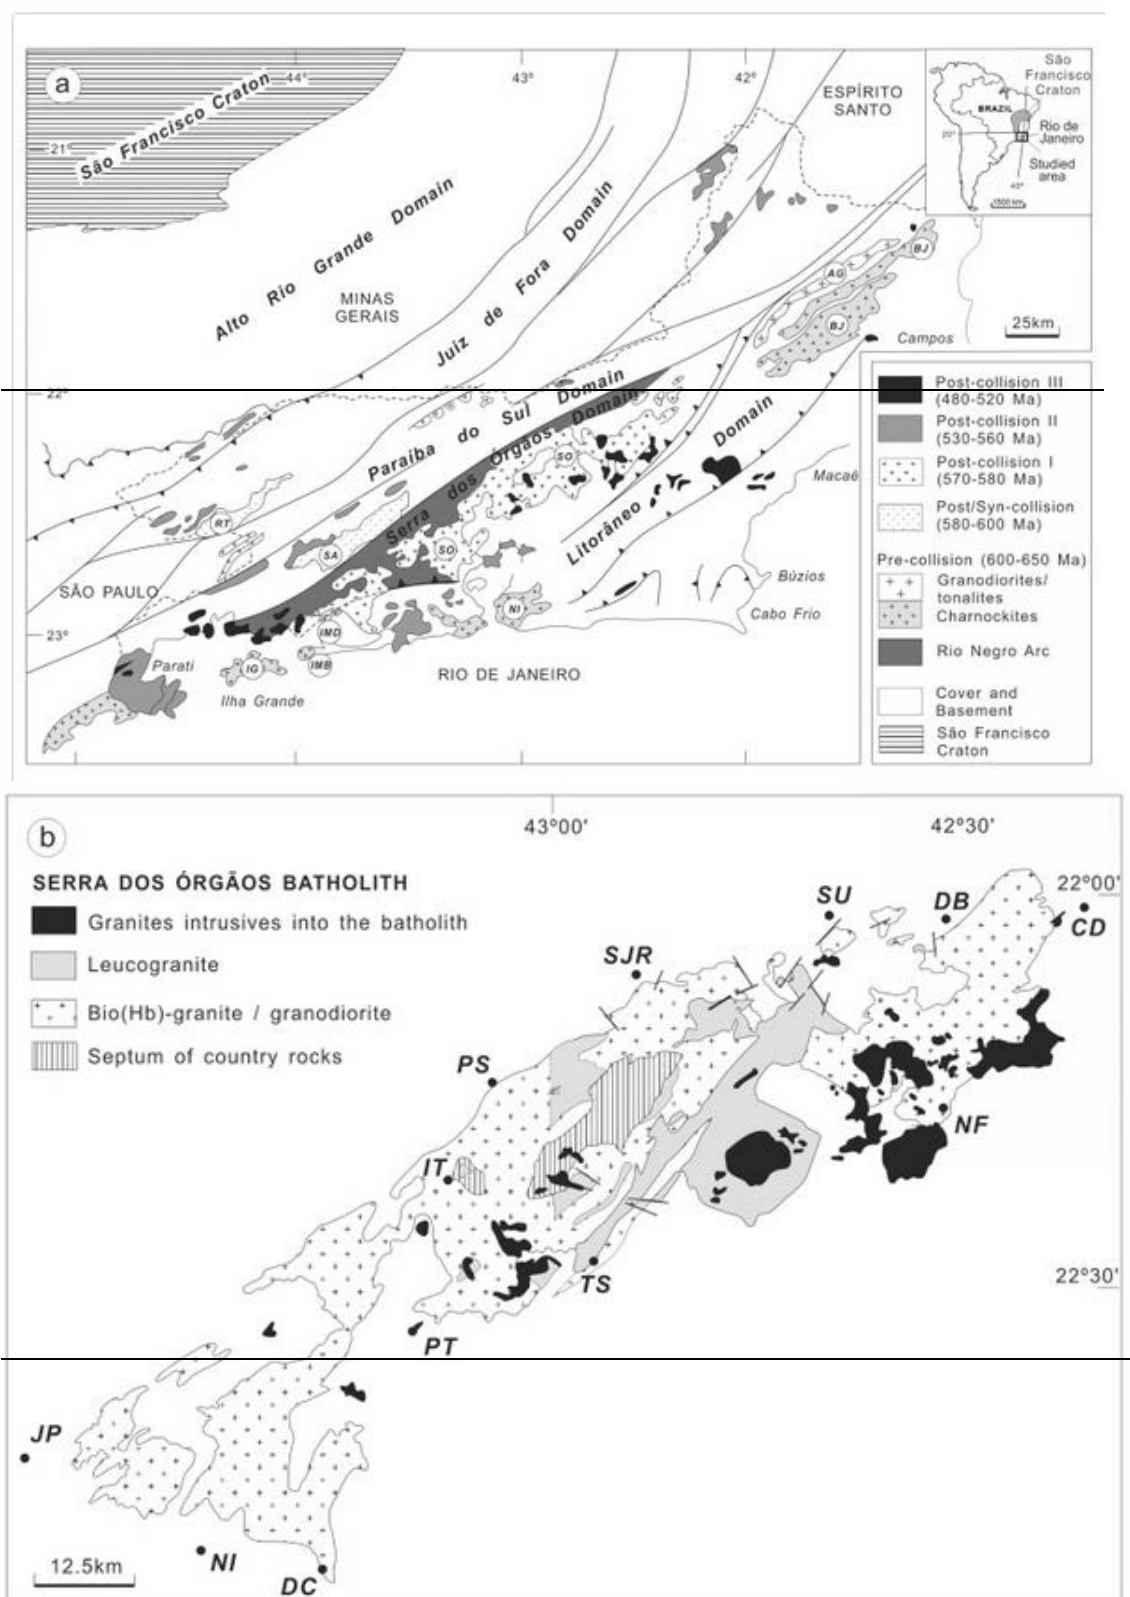 a
44°
43°
42°
ESPÍRITO
SANTO
São
Francisco
Craton
BRAZIL
20°
Rio de
Janeiro
Studied
area
40°
1500 km
21°
São Francisco Craton
Alto Rio Grande Domain
MINAS
GERAIS
Juiz de Fora Domain
BJ
AG
BJ
Campos
25km
22°
Paraiba do Sul Domain
Serra dos Órgãos Domain
Litorâneo Domain
SO
Macaé
RT
SA
SO
SÃO PAULO
Búzios
NI
Cabo Frio
23°
IMD
IMB
Parati
IG
Ilha Grande
RIO DE JANEIRO
Post-collision III
(480-520 Ma)
Post-collision II
(530-560 Ma)
Post-collision I
(570-580 Ma)
Post/Syn-collision
(580-600 Ma)
Pre-collision (600-650 Ma)
Granodiorites/
tonalites
Charnockites
Rio Negro Arc
Cover and
Basement
São Francisco
Craton
b
43°00'
42°30'
SERRA DOS ÓRGÃOS BATHOLITH
Granites intrusives into the batholith
Leucogranite
Bio(Hb)-granite / granodiorite
Septum of country rocks
22°00'
SU
DB
CD
SJR
PS
NF
IT
TS
22°30'
PT
JP
NI
DC
12.5km